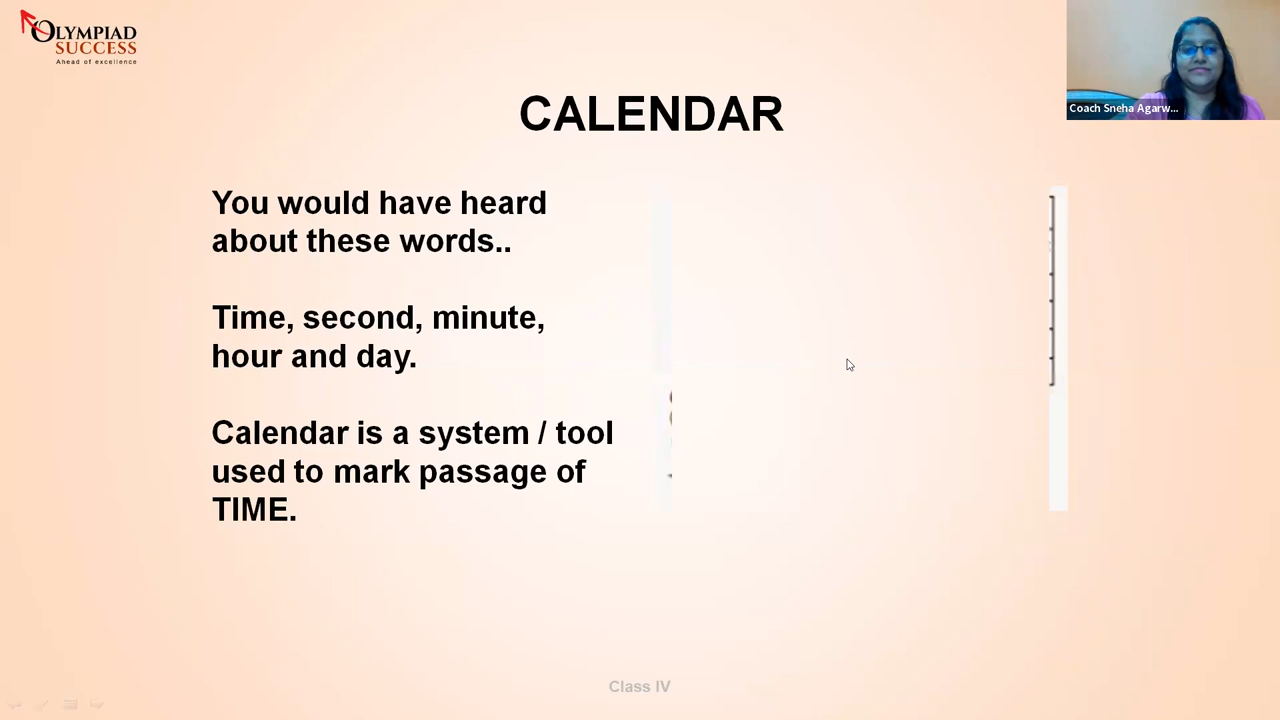 OLYMPIAD
SUCCESS
Ahead of excellence
Coach Sneha Agarw...
CALENDAR
You would have heard
about these words..
Time, second, minute,
hour and day.
Calendar is a system / tool
used to mark passage of
TIME.
Class IV